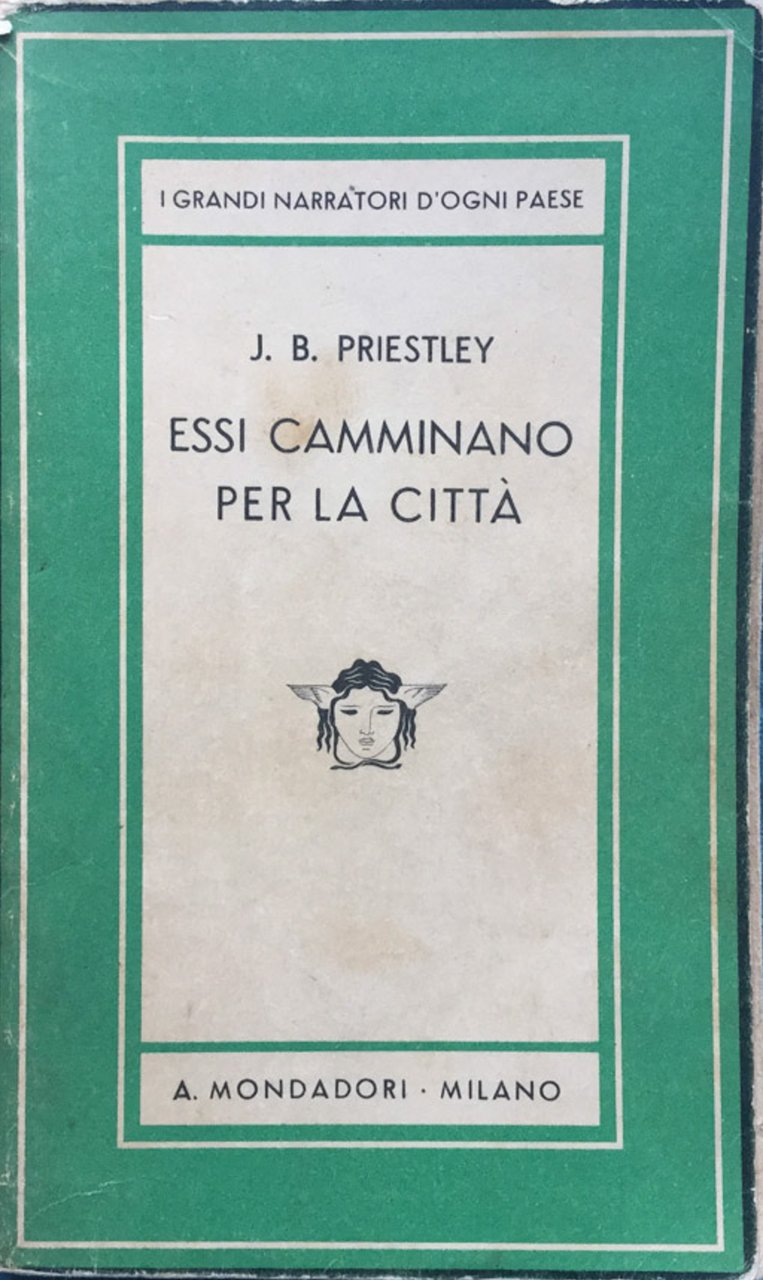 I GRANDI NARRATORI D'OGNI PAESE
J. B. PRIESTLEY
ESSI CAMMINANO
PER LA CITTÀ
A. MONDADORI · MILANO